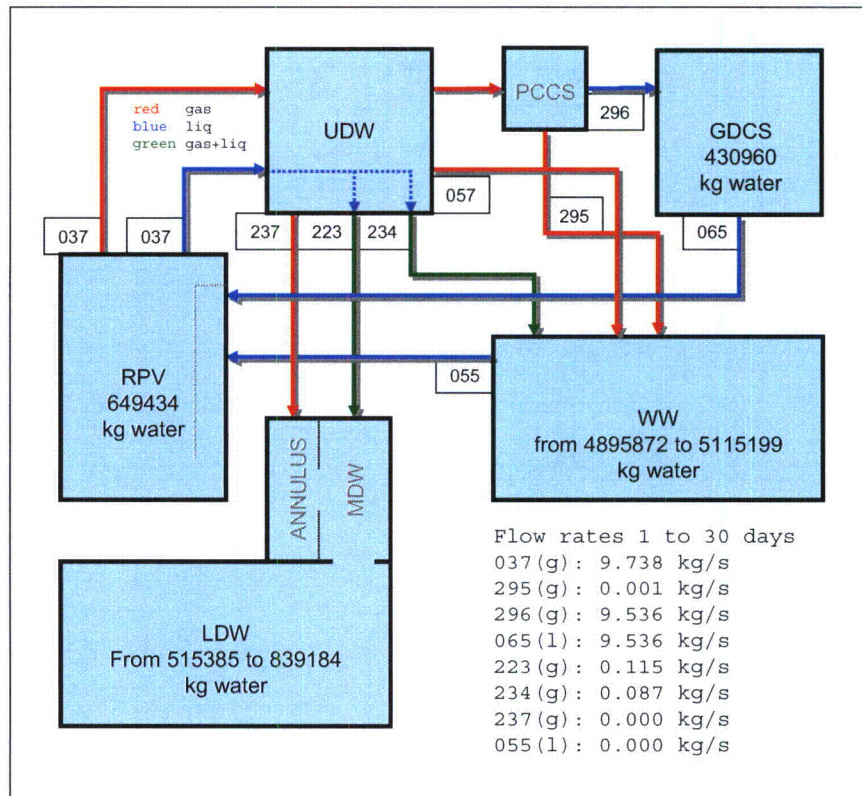 red gas
blue liq
green gas+liq
UDW
PCCS
296
GDCS
430960
kg water
037
037
237
223
234
057
295
065
RPV
649434
kg water
055
WW
from 4895872 to 5115199
kg water
ANNULUS
MDW
LDW
From 515385 to 839184
kg water
Flow rates 1 to 30 days
037(g): 9.738 kg/s
295(g): 0.001 kg/s
296(g): 9.536 kg/s
065(l): 9.536 kg/s
223(g): 0.115 kg/s
234(g): 0.087 kg/s
237(g): 0.000 kg/s
055(l): 0.000 kg/s